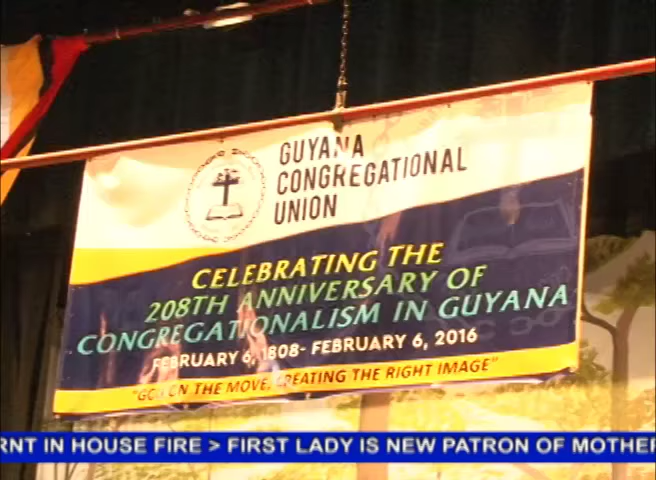 GUYANA
CONGREGATIONAL
UNION
CELEBRATING THE
208TH ANNIVERSARY OF
CONGREGATIONALISM IN GUYANA
FEBRUARY 6, 1808- FEBRUARY 6, 2016
"GOD ON THE MOVE, CREATING THE RIGHT IMAGE"
RNT IN HOUSE FIRE > FIRST LADY IS NEW PATRON OF MOTHER